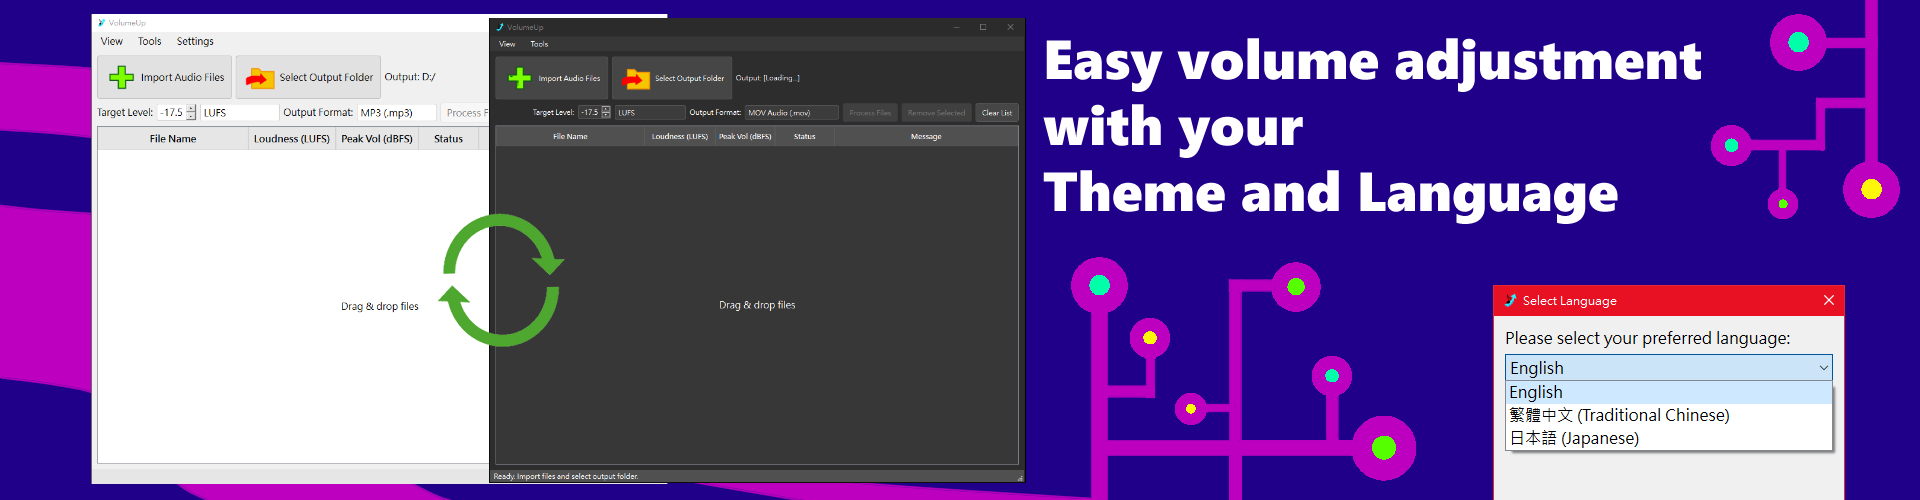 VolumeUp
View Tools Settings
Import Audio Files Select Output Folder Output: D:/
Target Level: -17.5 LUFS Output Format: MP3 (.mp3) Process F
File Name Loudness (LUFS) Peak Vol (dBFS) Status
Drag & drop files
VolumeUp
View Tools
Import Audio Files Select Output Folder Output: [Loading...]
Target Level: -17.5 LUFS Output Format: MOV Audio (.mov) Process Files Remove Selected Clear List
File Name Loudness (LUFS) Peak Vol (dBFS) Status Message
Drag & drop files
Ready. Import files and select output folder.
Easy volume adjustment
with your
Theme and Language
Select Language
Please select your preferred language:
English
English
繁體中文 (Traditional Chinese)
日本語 (Japanese)